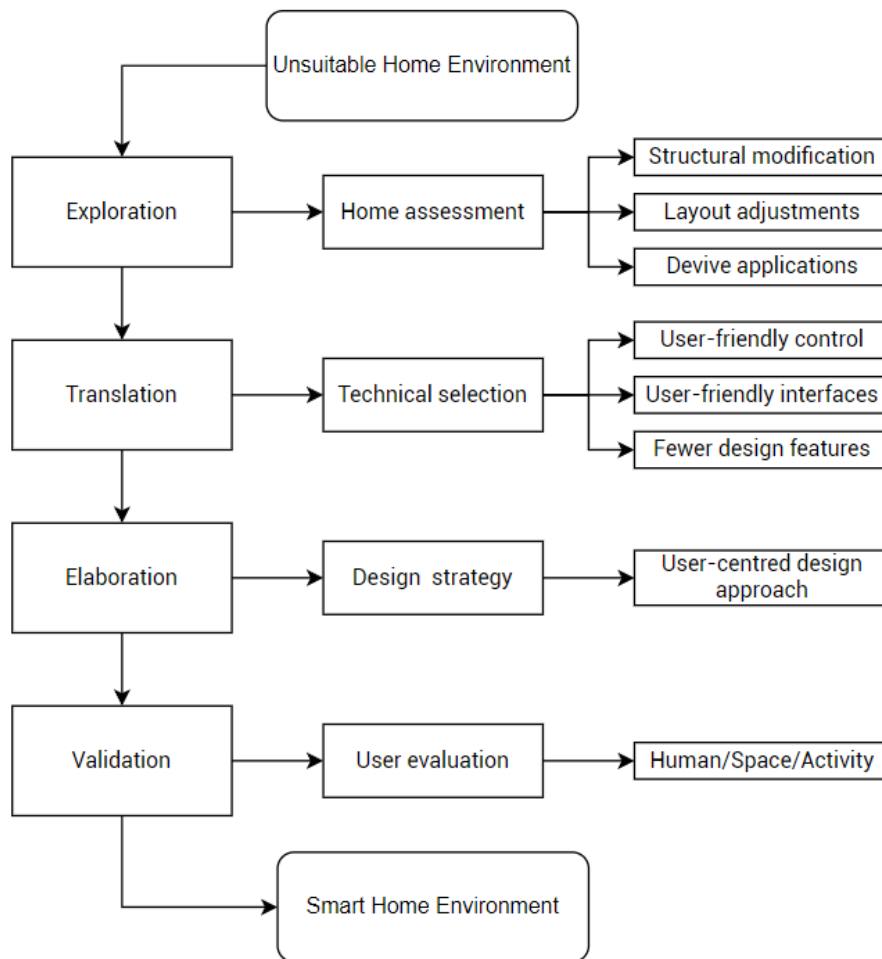 Unsuitable Home Environment
Exploration
Home assessment
Structural modification
Layout adjustments
Devive applications
Translation
Technical selection
User-friendly control
User-friendly interfaces
Fewer design features
Elaboration
Design strategy
User-centred design
approach
Validation
User evaluation
Human/Space/Activity
Smart Home Environment